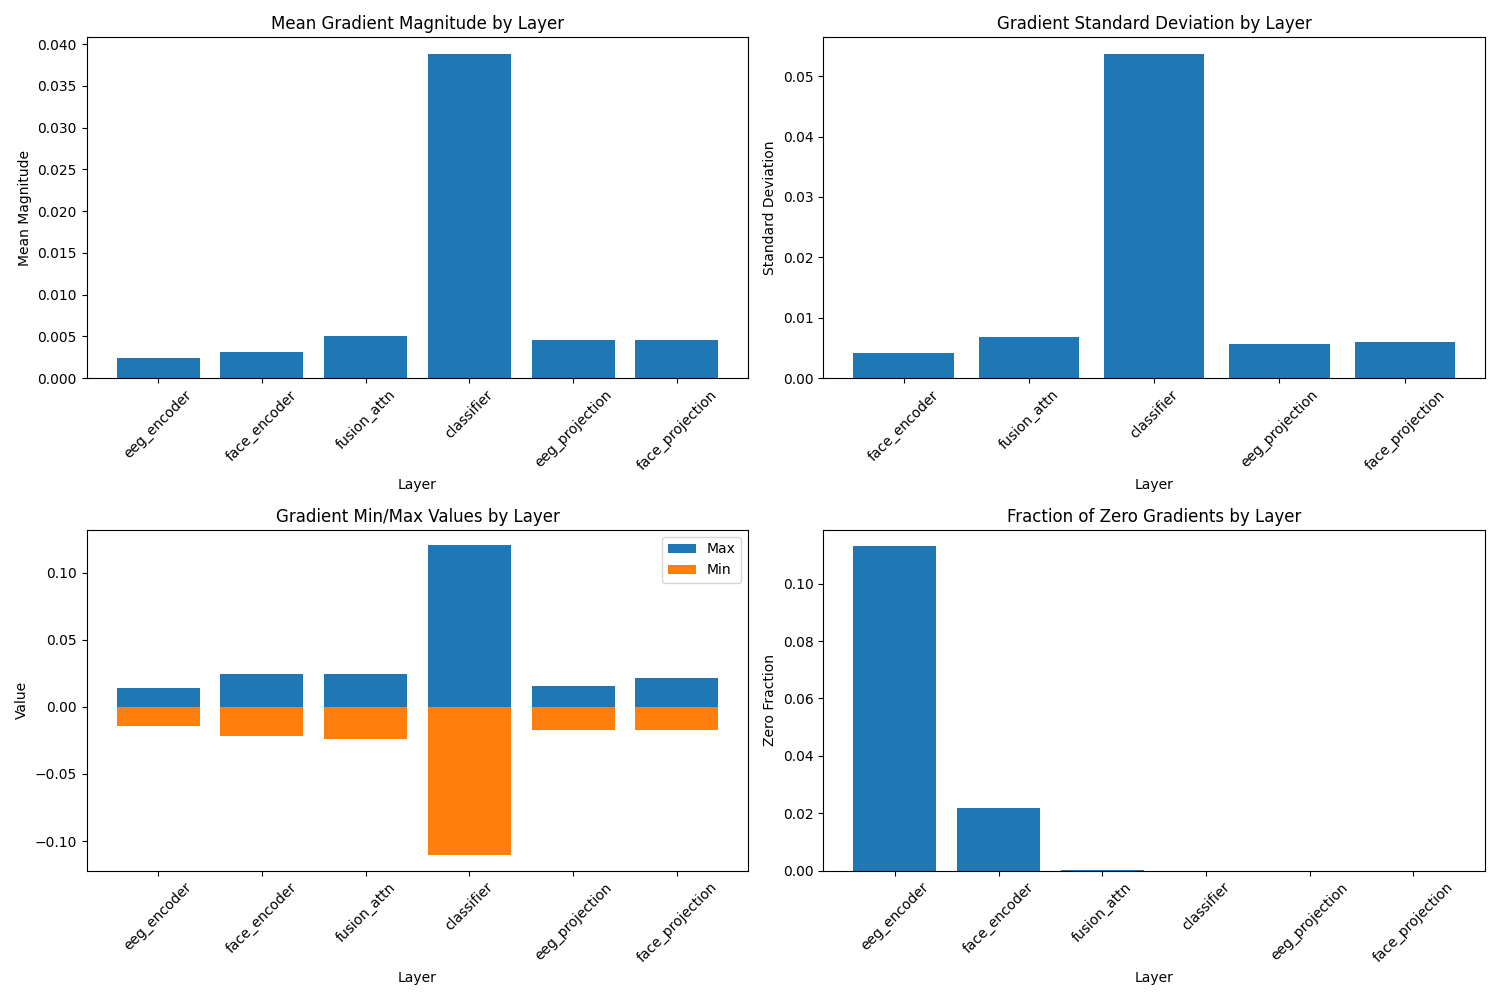 Mean Gradient Magnitude by Layer
Mean Magnitude
0.040
0.035
0.030
0.025
0.020
0.015
0.010
0.005
0.000
eeg_encoder
face_encoder
fusion_attn
classifier
eeg_projection
face_projection
Layer
Gradient Standard Deviation by Layer
Standard Deviation
0.05
0.04
0.03
0.02
0.01
0.00
face_encoder
fusion_attn
classifier
eeg_projection
face_projection
Layer
Gradient Min/Max Values by Layer
Max
Min
Value
0.10
0.05
0.00
−0.05
−0.10
eeg_encoder
face_encoder
fusion_attn
classifier
eeg_projection
face_projection
Layer
Fraction of Zero Gradients by Layer
Zero Fraction
0.10
0.08
0.06
0.04
0.02
0.00
eeg_encoder
face_encoder
fusion_attn
classifier
eeg_projection
face_projection
Layer